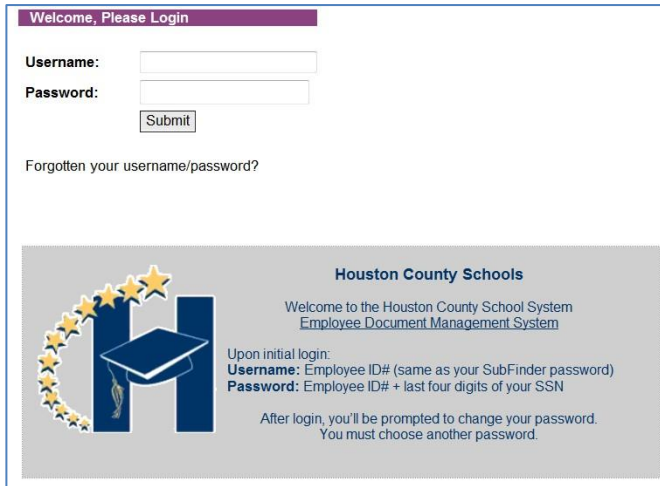 Welcome, Please Login
Username:
Password:
Submit
Forgotten your username/password?
Houston County Schools
Welcome to the Houston County School System
Employee Document Management System
Upon initial login:
Username: Employee ID# (same as your SubFinder password)
Password: Employee ID# + last four digits of your SSN
After login, you'll be prompted to change your password.
You must choose another password.